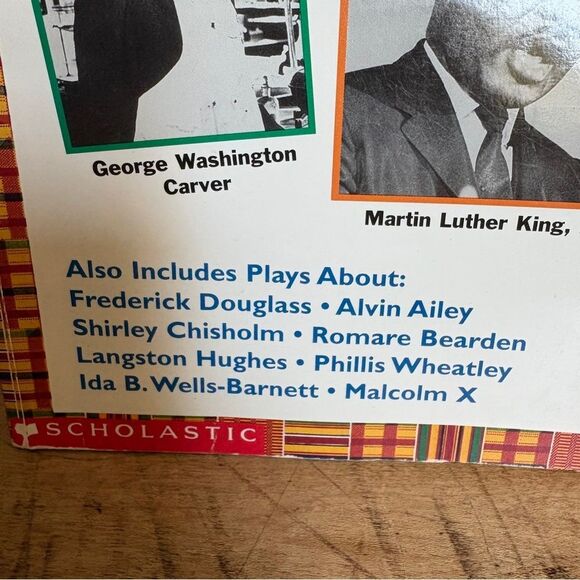 George Washington
Carver
Martin Luther King,
Also Includes Plays About:
Frederick Douglass • Alvin Ailey
Shirley Chisholm • Romare Bearden
Langston Hughes • Phillis Wheatley
Ida B. Wells-Barnett • Malcolm X
SCHOLASTIC